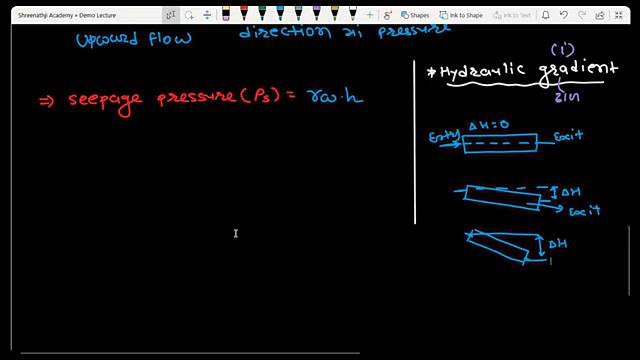 Shreenathji Academy • Demo Lecture
Shapes
Ink to Shape
Ink to Text
upward flow direction
pressure
⇒ seepage pressure (Ps) = rω.h
(i)
* Hydraulic gradient
ΔH = 0
Entry
Exit
ΔH
Exit
ΔH